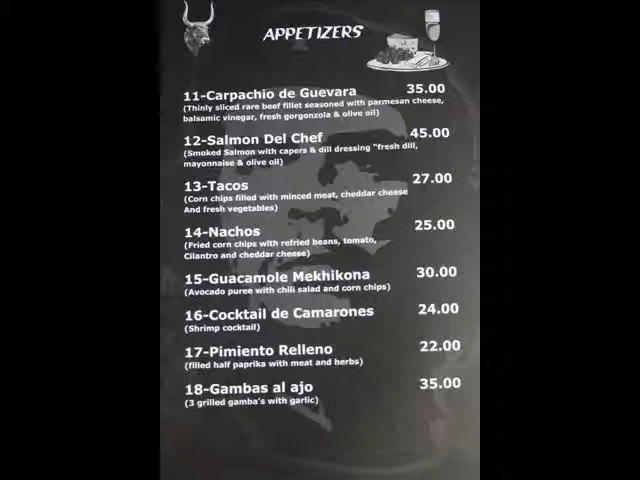 APPETIZERS
11-Carpachio de Guevara 35.00
(Thinly sliced rare beef fillet seasoned with parmesan cheese,
balsamic vinegar, fresh gorgonzola & olive oil)
12-Salmon Del Chef 45.00
(Smoked Salmon with capers & dill dressing "fresh dill,
mayonnaise & olive oil)
13-Tacos 27.00
(Corn chips filled with minced meat, cheddar cheese
And fresh vegetables)
14-Nachos 25.00
(Fried corn chips with refried beans, tomato,
Cilantro and cheddar cheese)
15-Guacamole Mekhikona 30.00
(Avocado puree with chili salad and corn chips)
16-Cocktail de Camarones 24.00
(Shrimp cocktail)
17-Pimiento Relleno 22.00
(filled half paprika with meat and herbs)
18-Gambas al ajo 35.00
(3 grilled gamba's with garlic)